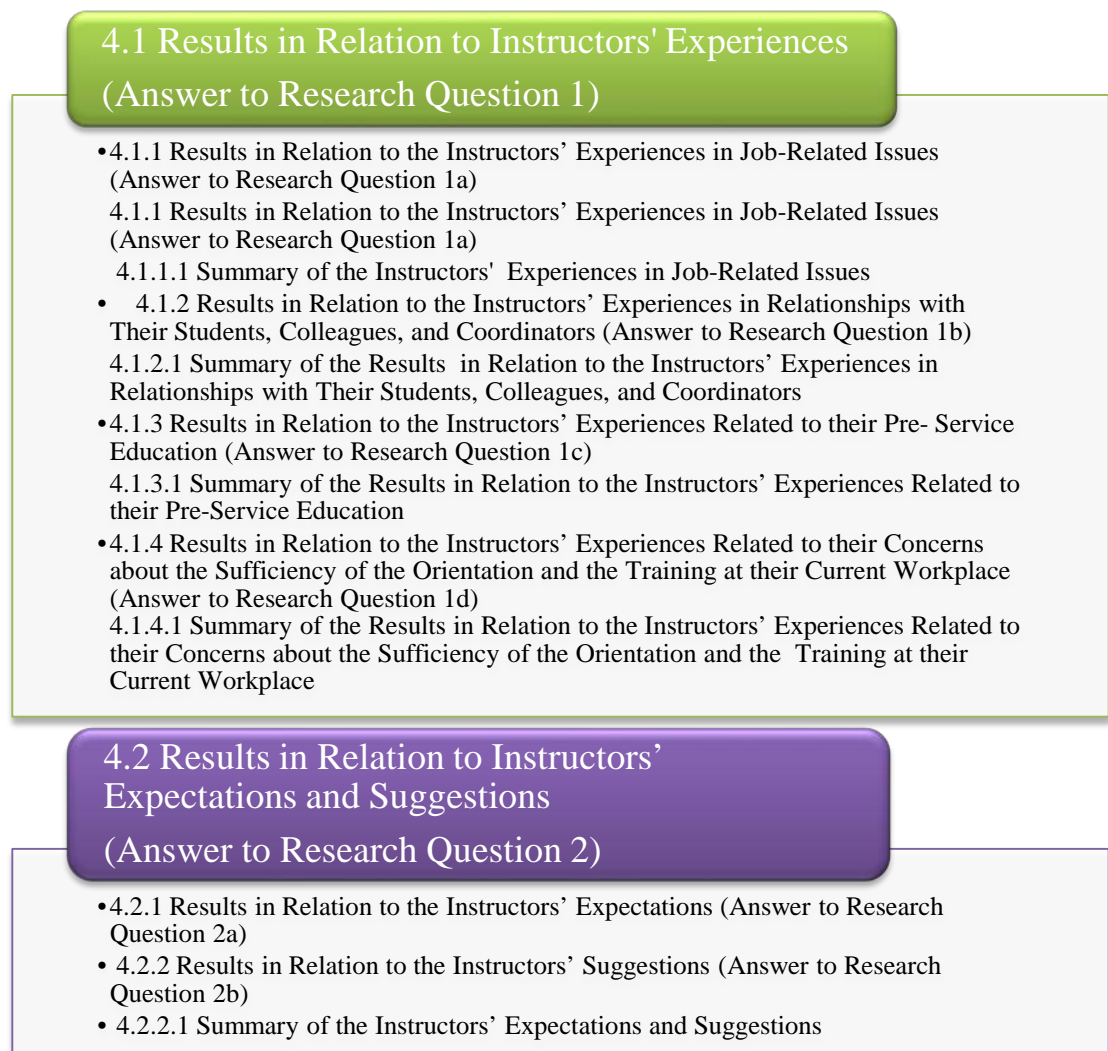 4.1 Results in Relation to Instructors' Experiences
(Answer to Research Question 1)
•4.1.1 Results in Relation to the Instructors’ Experiences in Job-Related Issues
(Answer to Research Question 1a)
4.1.1 Results in Relation to the Instructors’ Experiences in Job-Related Issues
(Answer to Research Question 1a)
4.1.1.1 Summary of the Instructors' Experiences in Job-Related Issues
• 4.1.2 Results in Relation to the Instructors’ Experiences in Relationships with
Their Students, Colleagues, and Coordinators (Answer to Research Question 1b)
4.1.2.1 Summary of the Results in Relation to the Instructors’ Experiences in
Relationships with Their Students, Colleagues, and Coordinators
•4.1.3 Results in Relation to the Instructors’ Experiences Related to their Pre- Service
Education (Answer to Research Question 1c)
4.1.3.1 Summary of the Results in Relation to the Instructors’ Experiences Related to
their Pre-Service Education
•4.1.4 Results in Relation to the Instructors’ Experiences Related to their Concerns
about the Sufficiency of the Orientation and the Training at their Current Workplace
(Answer to Research Question 1d)
4.1.4.1 Summary of the Results in Relation to the Instructors’ Experiences Related to
their Concerns about the Sufficiency of the Orientation and the Training at their
Current Workplace
4.2 Results in Relation to Instructors’
Expectations and Suggestions
(Answer to Research Question 2)
•4.2.1 Results in Relation to the Instructors’ Expectations (Answer to Research
Question 2a)
• 4.2.2 Results in Relation to the Instructors’ Suggestions (Answer to Research
Question 2b)
• 4.2.2.1 Summary of the Instructors’ Expectations and Suggestions